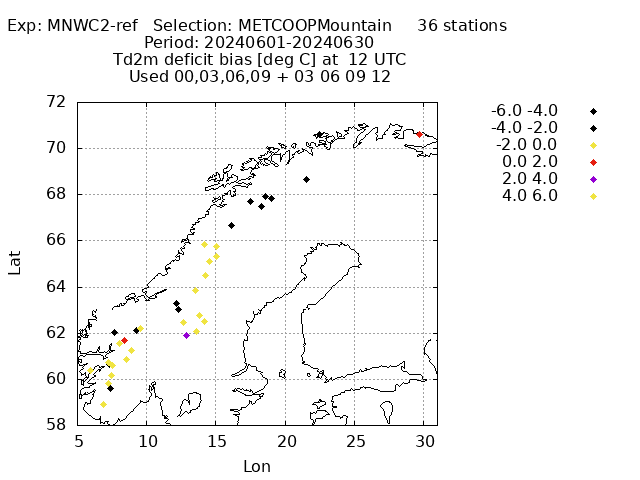 Exp: MNWC2-ref   Selection: METCOOPMountain     36 stations
Period: 20240601-20240630
Td2m deficit bias [deg C] at  12 UTC
Used 00,03,06,09 + 03 06 09 12
-6.0 -4.0
-4.0 -2.0
-2.0 0.0
0.0 2.0
2.0 4.0
4.0 6.0
72
70
68
66
64
62
60
58
Lat
5 10 15 20 25 30
Lon